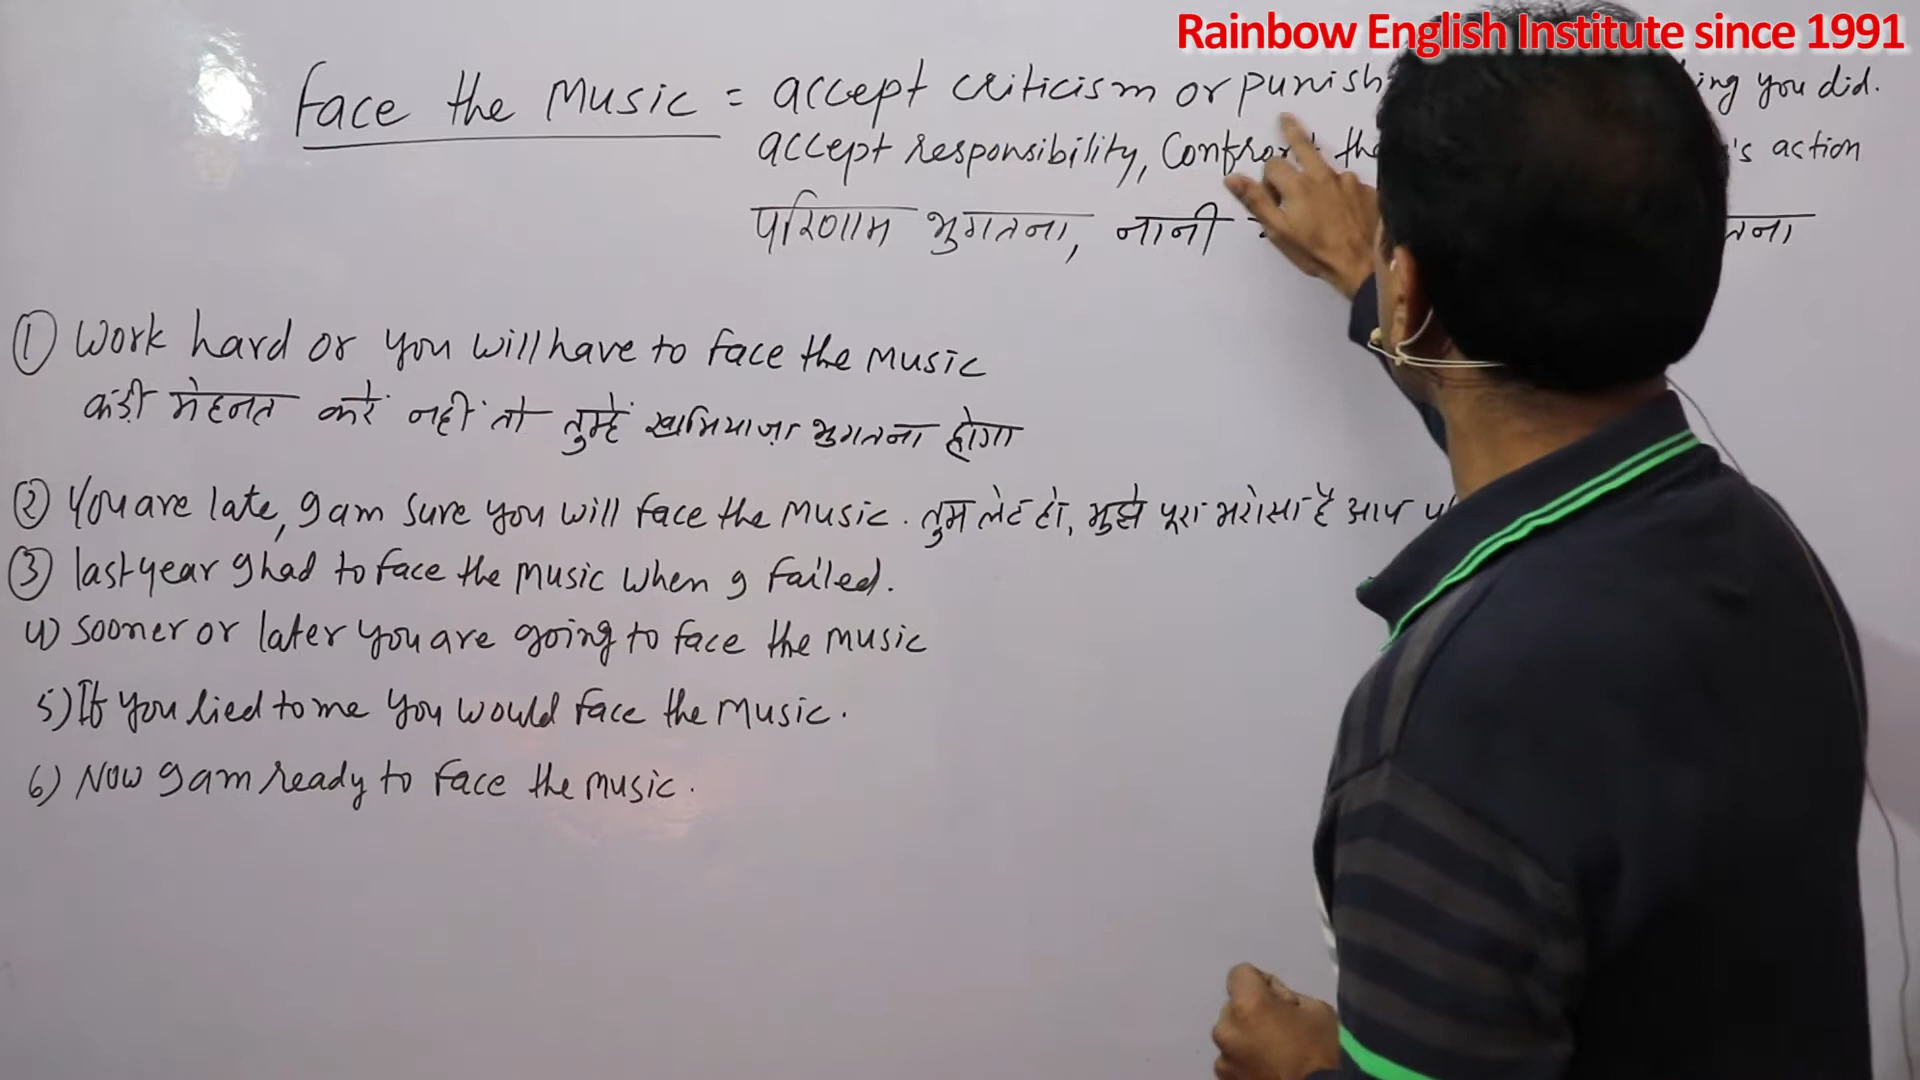 Rainbow English Institute since 1991
Face the Music = accept criticism or punish you did.
accept responsibility, Confront the 's action
परिणाम भुगतना, नानी
① Work hard or you will have to face the Music
कड़ी मेहनत करें नहीं तो तुम्हें खामियाज़ा भुगतना होगा
② You are late, I am sure you will face the Music. तुम लेट हो, मुझे पूरा भरोसा है आप
③ last year I had to face the Music when I failed.
4) Sooner or later you are going to face the music
5) If you lied to me you would face the Music.
6) Now I am ready to face the music.